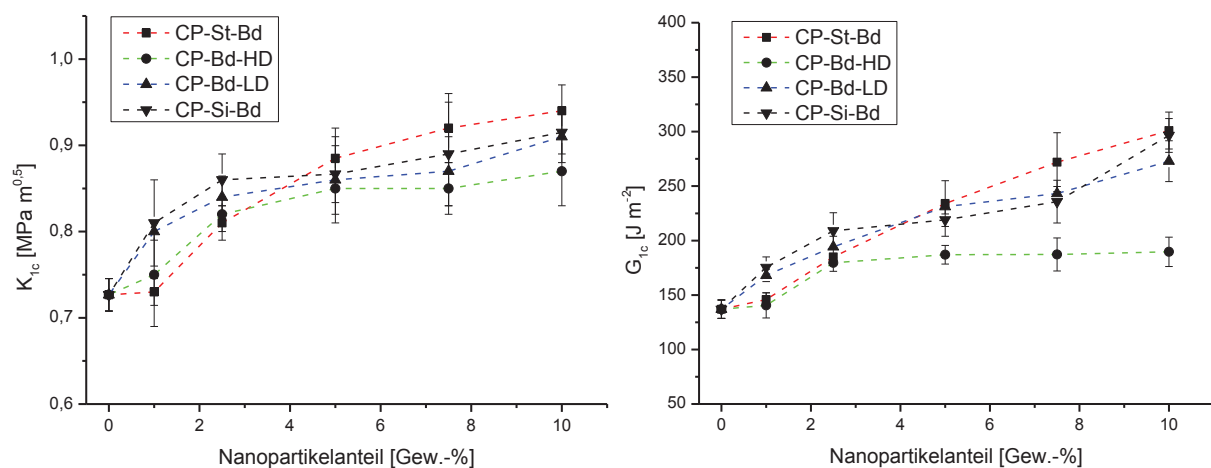 CP-St-Bd
CP-Bd-HD
CP-Bd-LD
CP-Si-Bd
1,0
0,9
0,8
0,7
0,6
K1c [MPa m0,5]
0 2 4 6 8 10
Nanopartikelanteil [Gew.-%]
CP-St-Bd
CP-Bd-HD
CP-Bd-LD
CP-Si-Bd
400
350
300
250
200
150
100
50
G1c [J m-2]
0 2 4 6 8 10
Nanopartikelanteil [Gew.-%]